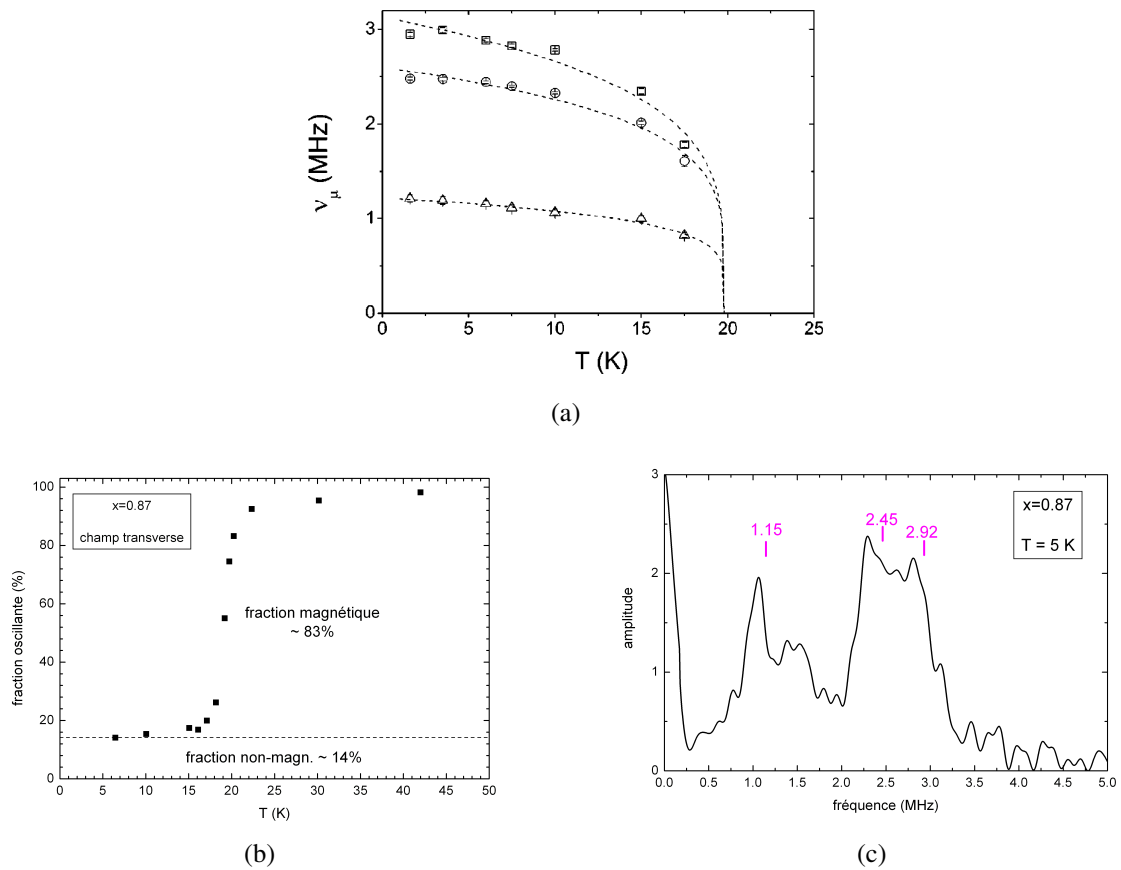 3
2
1
0
ν μ (MHz)
0 5 10 15 20 25
T (K)
(a)
100
80
60
40
20
0
fraction oscillante (%)
x=0.87
champ transverse
fraction magnétique
~ 83%
fraction non-magn. ~ 14%
0 5 10 15 20 25 30 35 40 45 50
T (K)
(b)
3
2
1
0
amplitude
1.15
2.45
2.92
x=0.87
T = 5 K
0.0 0.5 1.0 1.5 2.0 2.5 3.0 3.5 4.0 4.5 5.0
fréquence (MHz)
(c)